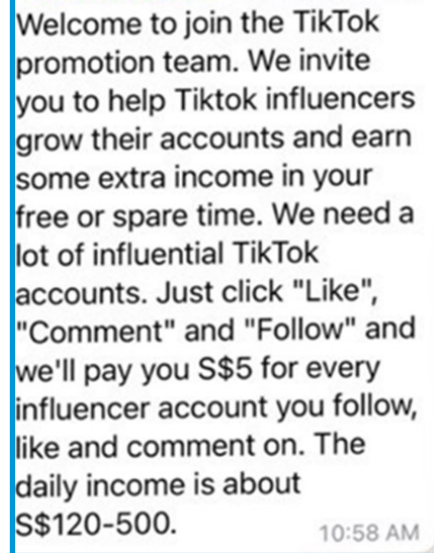 Welcome to join the TikTok
promotion team. We invite
you to help Tiktok influencers
grow their accounts and earn
some extra income in your
free or spare time. We need a
lot of influential TikTok
accounts. Just click "Like",
"Comment" and "Follow" and
we'll pay you S$5 for every
influencer account you follow,
like and comment on. The
daily income is about
S$120-500.
10:58 AM